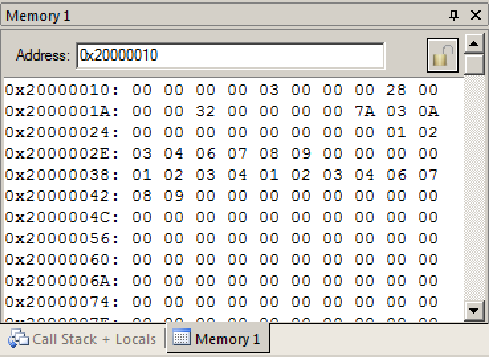 Memory 1
Address: 0x20000010
0x20000010: 00 00 00 00 03 00 00 00 28 00
0x2000001A: 00 00 32 00 00 00 00 7A 03 0A
0x20000024: 00 00 00 00 00 00 00 00 01 02
0x2000002E: 03 04 06 07 08 09 00 00 00 00
0x20000038: 01 02 03 04 01 02 03 04 06 07
0x20000042: 08 09 00 00 00 00 00 00 00 00
0x2000004C: 00 00 00 00 00 00 00 00 00 00
0x20000056: 00 00 00 00 00 00 00 00 00 00
0x20000060: 00 00 00 00 00 00 00 00 00 00
0x2000006A: 00 00 00 00 00 00 00 00 00 00
0x20000074: 00 00 00 00 00 00 00 00 00 00
Call Stack + Locals Memory 1